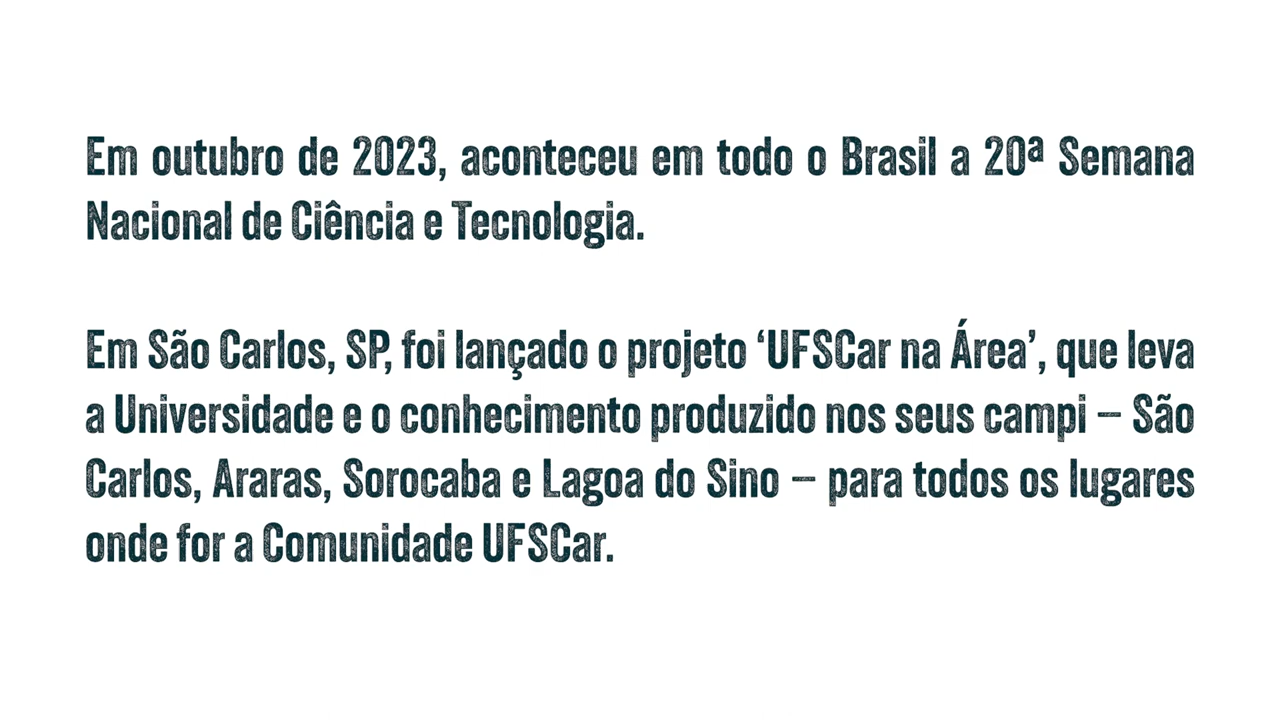 Em outubro de 2023, aconteceu em todo o Brasil a 20ª Semana
Nacional de Ciência e Tecnologia.
Em São Carlos, SP, foi lançado o projeto ‘UFSCar na Área’, que leva
a Universidade e o conhecimento produzido nos seus campi – São
Carlos, Araras, Sorocaba e Lagoa do Sino – para todos os lugares
onde for a Comunidade UFSCar.